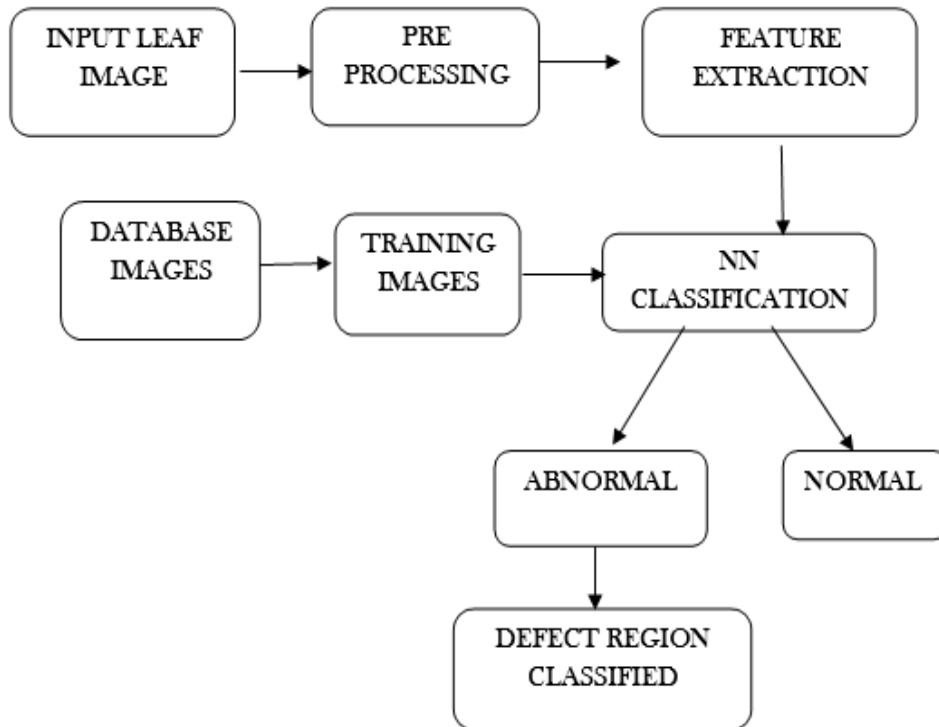 INPUT LEAF
IMAGE
PRE
PROCESSING
FEATURE
EXTRACTION
DATABASE
IMAGES
TRAINING
IMAGES
NN
CLASSIFICATION
ABNORMAL
NORMAL
DEFECT REGION
CLASSIFIED